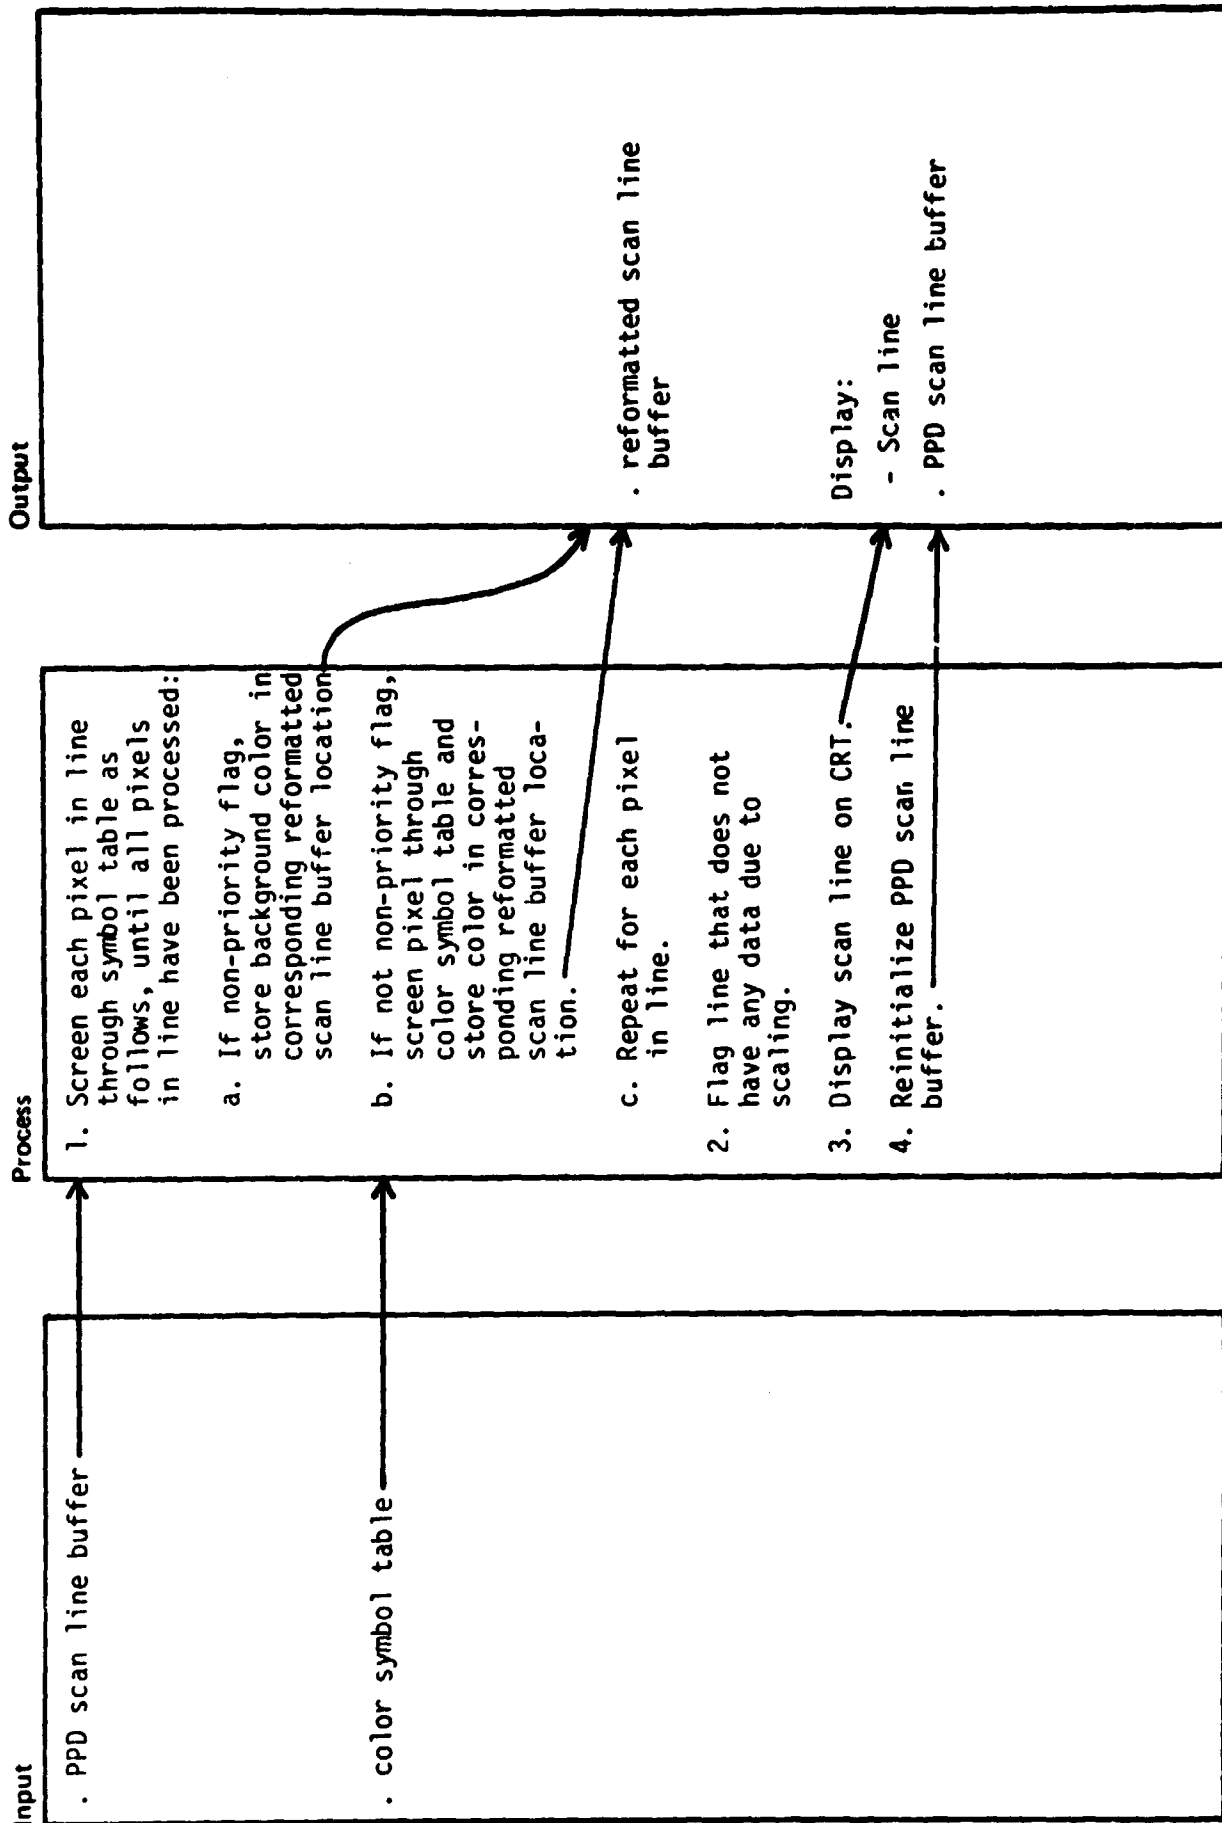 Input
. PPD scan line buffer
. color symbol table
Process
1. Screen each pixel in line
through symbol table as
follows, until all pixels
in line have been processed:
a. If non-priority flag,
store background color in
corresponding reformatted
scan line buffer location
b. If not non-priority flag,
screen pixel through
color symbol table and
store color in corres-
ponding reformatted
scan line buffer loca-
tion.
c. Repeat for each pixel
in line.
2. Flag line that does not
have any data due to
scaling.
3. Display scan line on CRT.
4. Reinitialize PPD scan line
buffer.
Output
. reformatted scan line
buffer
Display:
- Scan line
. PPD scan line buffer